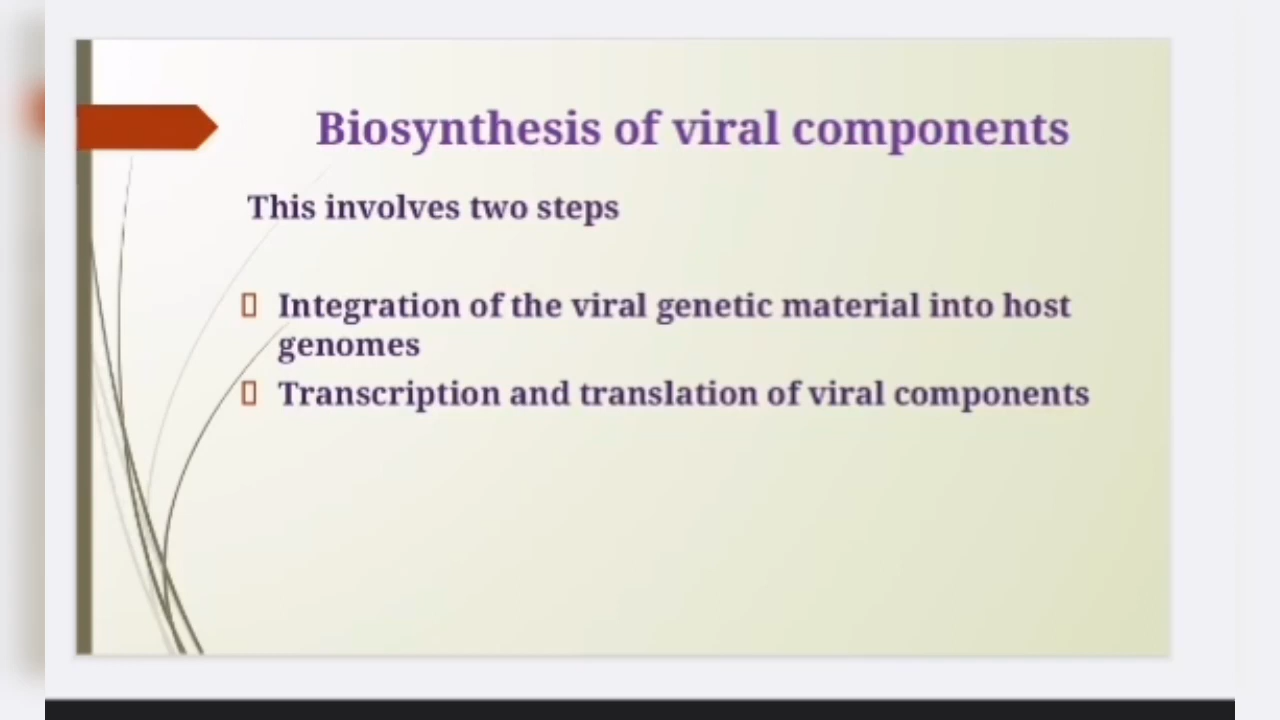 Biosynthesis of viral components
This involves two steps
Integration of the viral genetic material into host
genomes
Transcription and translation of viral components